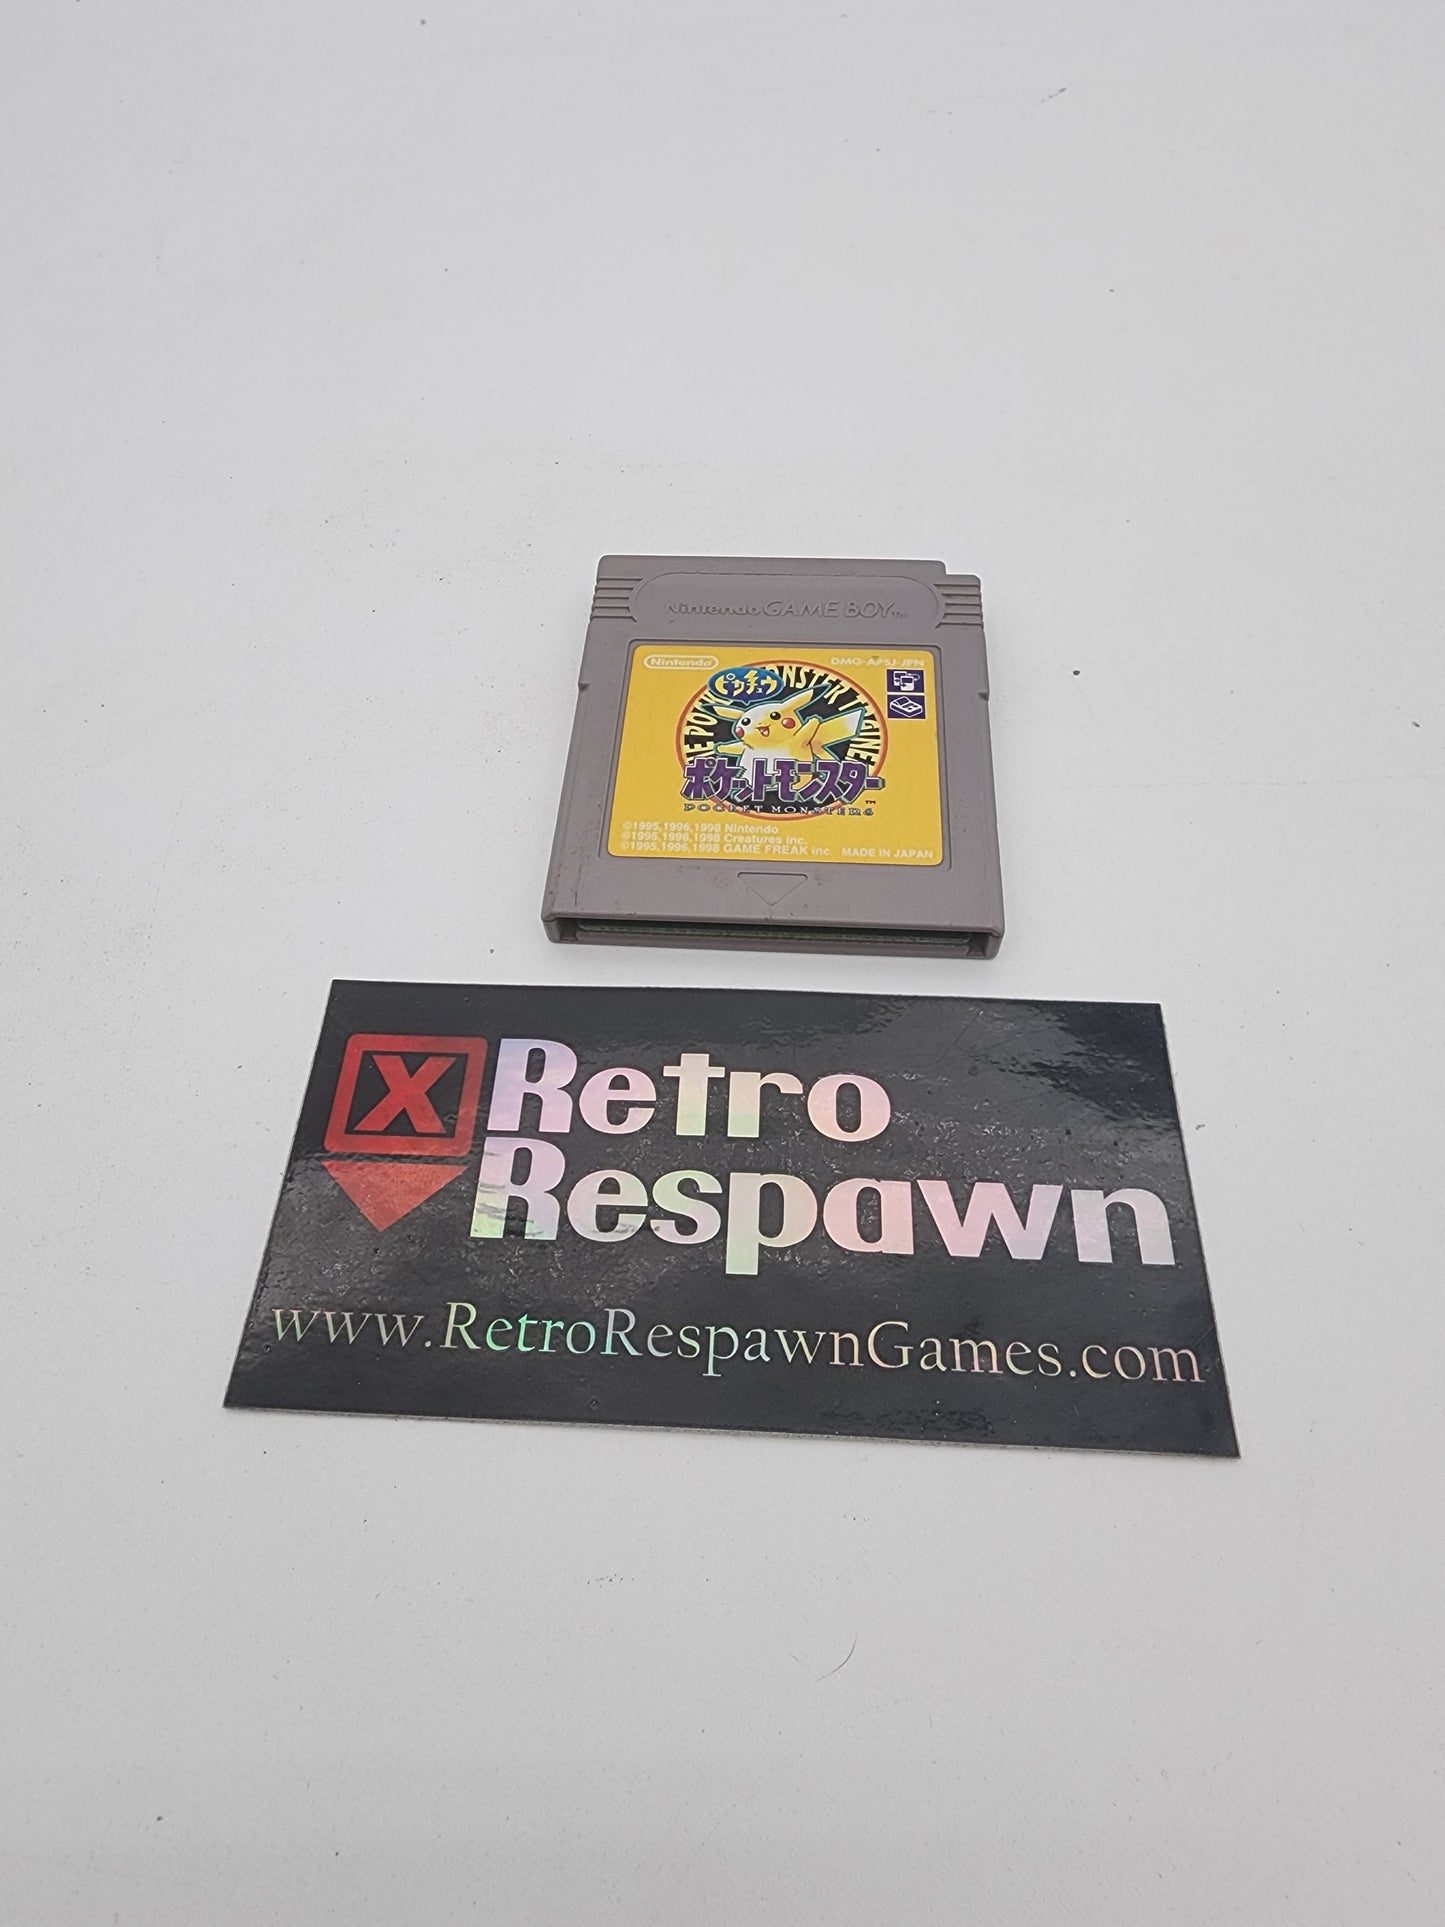 Nintendo GAME BOY TM
Nintendo
DMG-APSJ-JPN
ピカチュウ
POCKET MONSTERS
ポケットモンスター
TM
©1995,1996,1998 Nintendo
©1995,1996,1998 Creatures inc.
©1995,1996,1998 GAME FREAK inc.
MADE IN JAPAN
X
Retro
Respawn
www.RetroRespawnGames.com